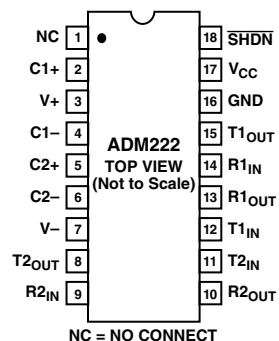 NC 1
18 SHDN
C1+ 2
17 VCC
V+ 3
16 GND
C1– 4
15 T1OUT
C2+ 5
14 R1IN
C2– 6
13 R1OUT
V– 7
12 T1IN
T2OUT 8
11 T2IN
R2IN 9
10 R2OUT
ADM222
TOP VIEW
(Not to Scale)
NC = NO CONNECT